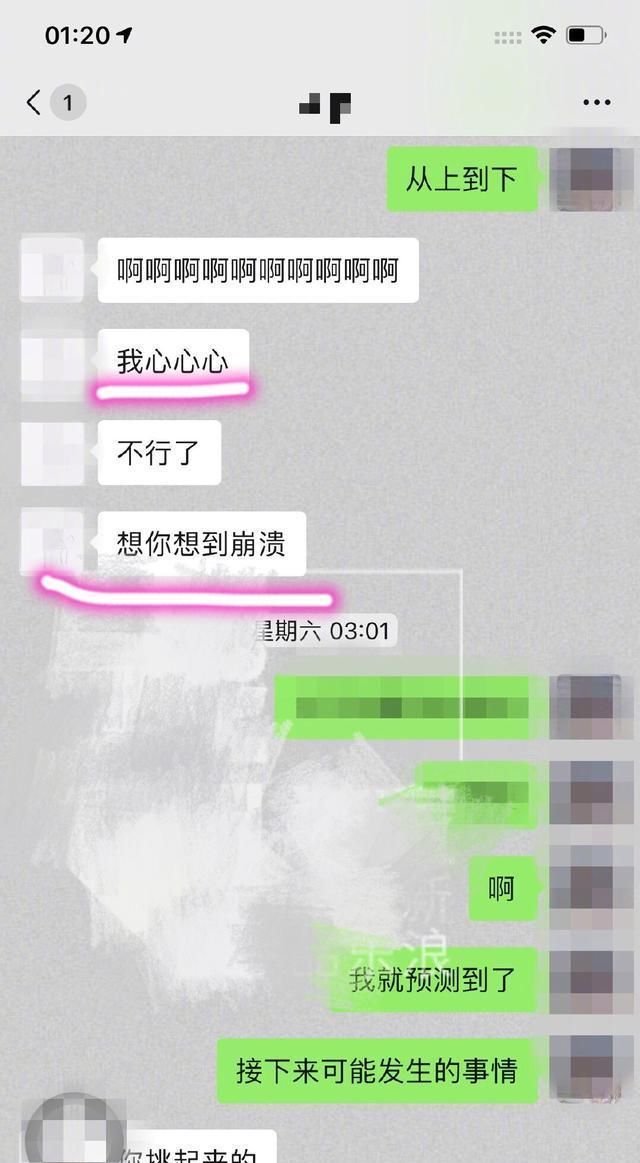 01:20
1
从上到下
啊啊啊啊啊啊啊啊啊啊
我心心心
不行了
想你想到崩溃
星期六 03:01
啊
浪
我就预测到了
接下来可能发生的事情
你挑起来的